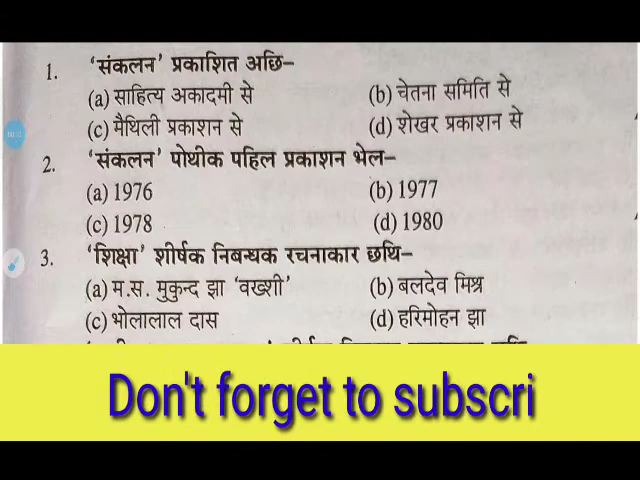 1. ‘संकलन’ प्रकाशित अछि–
(a) साहित्य अकादमी से (b) चेतना समिति से
(c) मैथिली प्रकाशन से (d) शेखर प्रकाशन से
2. ‘संकलन’ पोथीक पहिल प्रकाशन भेल–
(a) 1976 (b) 1977
(c) 1978 (d) 1980
3. ‘शिक्षा’ शीर्षक निबन्धक रचनाकार छथि–
(a) म.स. मुकुन्द झा ‘वख्शी’ (b) बलदेव मिश्र
(c) भोलालाल दास (d) हरिमोहन झा
Don't forget to subscri